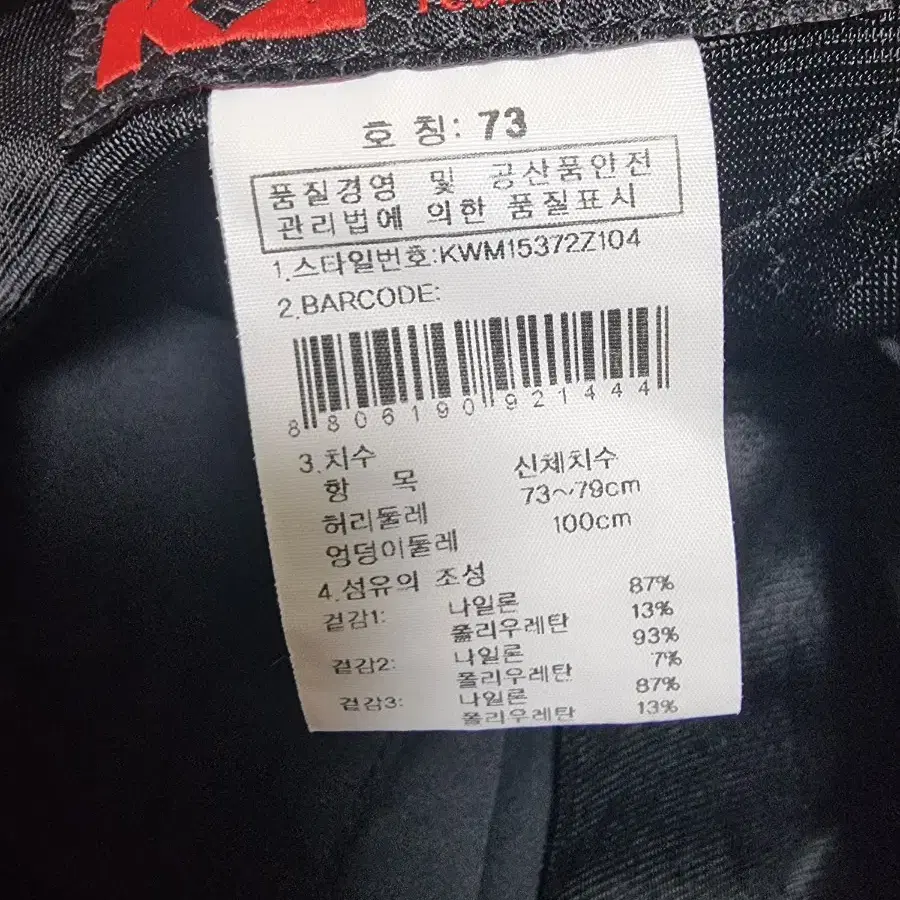 K2
호 칭: 73
품질경영 및 공산품안전
관리법에 의한 품질표시
1.스타일번호:KWM15372Z104
2.BARCODE:
8 806190 921444
3.치수
항 목 신체치수
허리둘레 73~79cm
엉덩이둘레 100cm
4.섬유의 조성
겉감1: 나일론 87%
폴리우레탄 13%
겉감2: 나일론 93%
폴리우레탄 7%
겉감3: 나일론 87%
폴리우레탄 13%